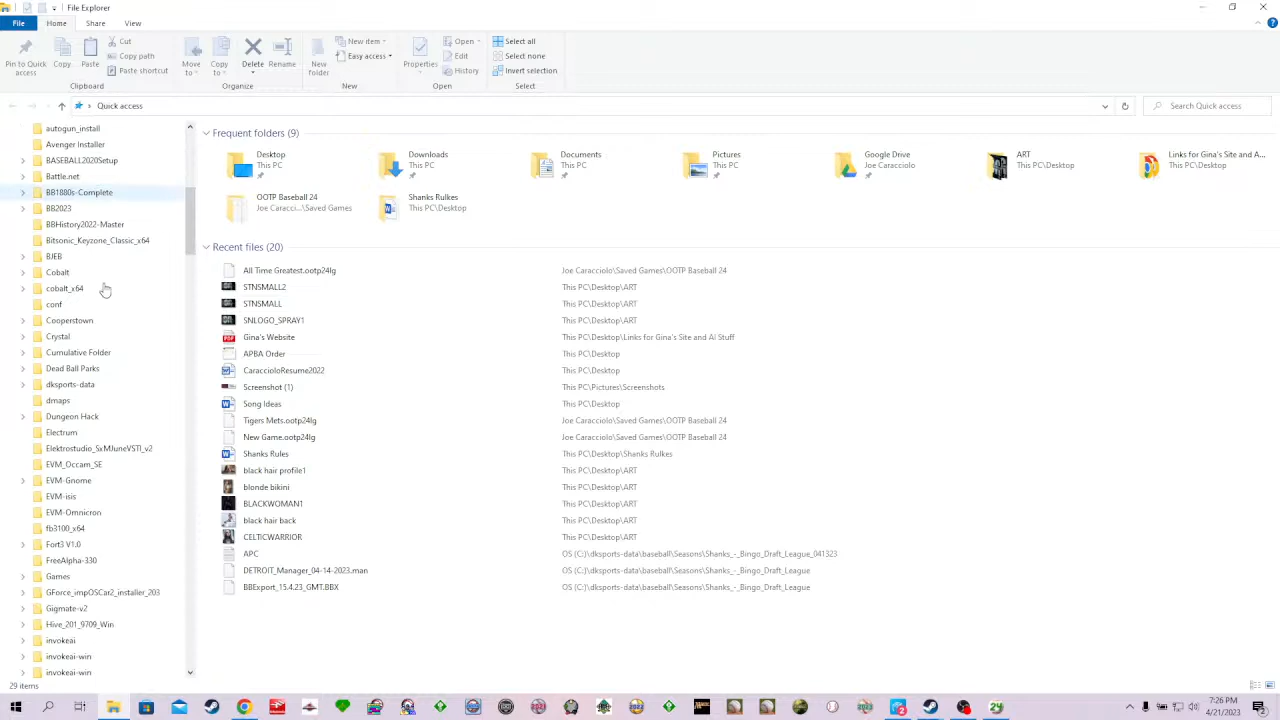 File Explorer
File Home Share View
Pin to Quick access
Copy
Paste
Cut
Copy path
Paste shortcut
Clipboard
Move to
Copy to
Delete
Rename
Organize
New folder
New item
Easy access
New
Properties
Open
Edit
History
Open
Select all
Select none
Invert selection
Select
Quick access
Search Quick access
autogun_install
Avenger Installer
BASEBALL2020Setup
Battle.net
BB1880s-Complete
BB2023
BBHistory2022-Master
Bitsonic_Keyzone_Classic_x64
BJEB
Cobalt
cobalt_x64
conf
Cooperstown
Crystal
Cumulative Folder
Dead Ball Parks
dksports-data
dmaps
Dungeon Hack
Electrum
Elektrostudio_SxMJuneVSTI_v2
EVM_Occam_SE
EVM-Gnome
EVM-isis
EVM-Omnicron
fb3100_x64
Fort3 V1.0
FreeAlpha-330
Games
GForce_impOSCar2_installer_203
Gigmate-v2
Hive_201_9709_Win
invokeai
invokeai-win
invokeai-win
Frequent folders (9)
Desktop
This PC
Downloads
This PC
Documents
This PC
Pictures
This PC
Google Drive
Joe Caracciolo
ART
This PC\Desktop
Links for Gina's Site and A...
This PC\Desktop
OOTP Baseball 24
Joe Caracci...\Saved Games
Shanks Rulkes
This PC\Desktop
Recent files (20)
All Time Greatest.ootp24lg Joe Caracciolo\Saved Games\OOTP Baseball 24
STNSMALL2 This PC\Desktop\ART
STNSMALL This PC\Desktop\ART
SNLOGO_SPRAY1 This PC\Desktop\ART
Gina's Website This PC\Desktop\Links for Gina's Site and AI Stuff
APBA Order This PC\Desktop
CaraccioloResume2022 This PC\Desktop
Screenshot (1) This PC\Pictures\Screenshots
Song Ideas This PC\Desktop
Tigers Mets.ootp24lg Joe Caracciolo\Saved Games\OOTP Baseball 24
New Game.ootp24lg Joe Caracciolo\Saved Games\OOTP Baseball 24
Shanks Rules This PC\Desktop\Shanks Rulkes
black hair profile1 This PC\Desktop\ART
blonde bikini This PC\Desktop\ART
BLACKWOMAN1 This PC\Desktop\ART
black hair back This PC\Desktop\ART
CELTICWARRIOR This PC\Desktop\ART
APC OS (C:)\dksports-data\baseball\Seasons\Shanks_-_Bingo_Draft_League_041323
DETROIT_Manager_04-14-2023.man OS (C:)\dksports-data\baseball\Seasons\Shanks_-_Bingo_Draft_League
BBExport_15.4.23_GMT.BBX OS (C:)\dksports-data\baseball\Seasons\Shanks_-_Bingo_Draft_League
29 items
7:26 PM
4/21/2023